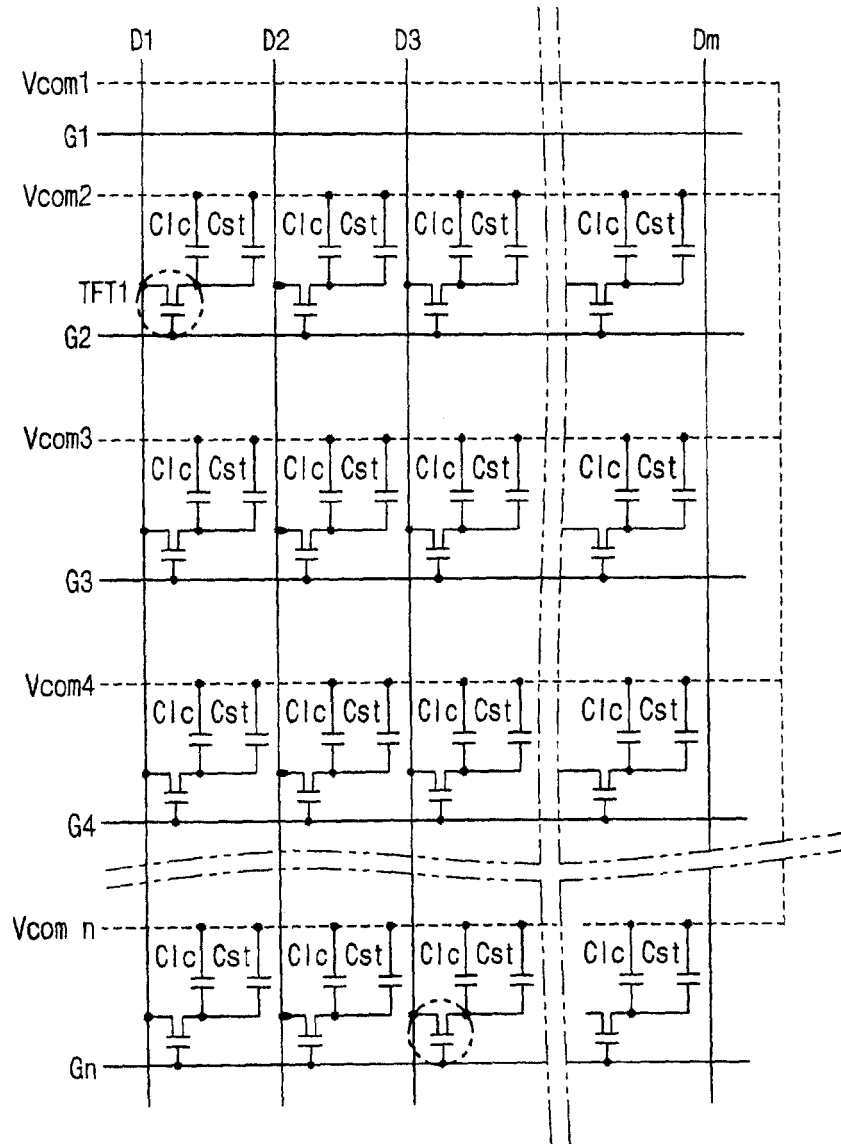 D1 D2 D3 Dm
Vcom1
G1
Vcom2
Clc Cst Clc Cst Clc Cst Clc Cst
TFT1
G2
Vcom3
Clc Cst Clc Cst Clc Cst Clc Cst
G3
Vcom4
Clc Cst Clc Cst Clc Cst Clc Cst
G4
Vcom n
Clc Cst Clc Cst Clc Cst Clc Cst
Gn